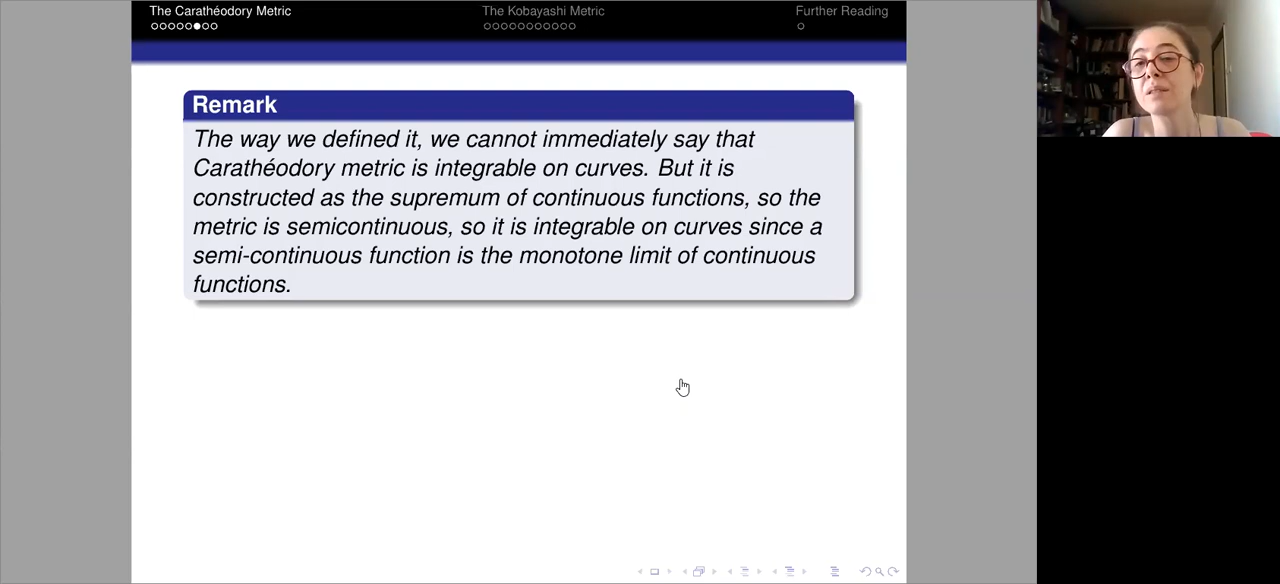 The Carathéodory Metric
The Kobayashi Metric
Further Reading
Remark
The way we defined it, we cannot immediately say that
Carathéodory metric is integrable on curves. But it is
constructed as the supremum of continuous functions, so the
metric is semicontinuous, so it is integrable on curves since a
semi-continuous function is the monotone limit of continuous
functions.